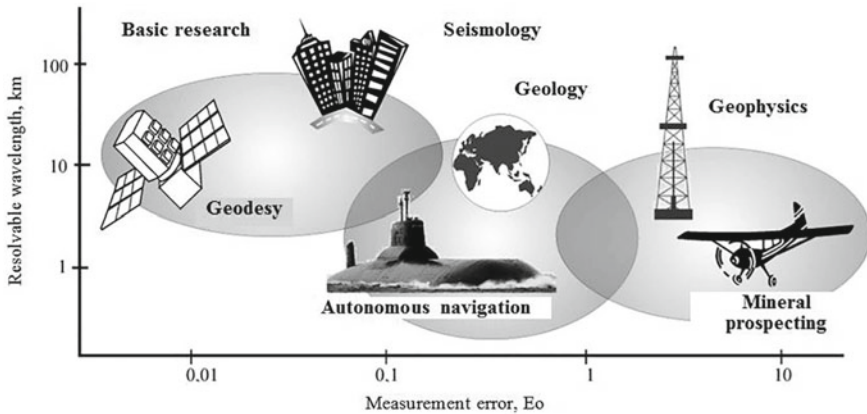 Basic research
Seismology
Geology
Geophysics
Geodesy
Autonomous navigation
Mineral
prospecting
Resolvable wavelength, km
100
10
1
0.01
0.1
1
10
Measurement error, Eo